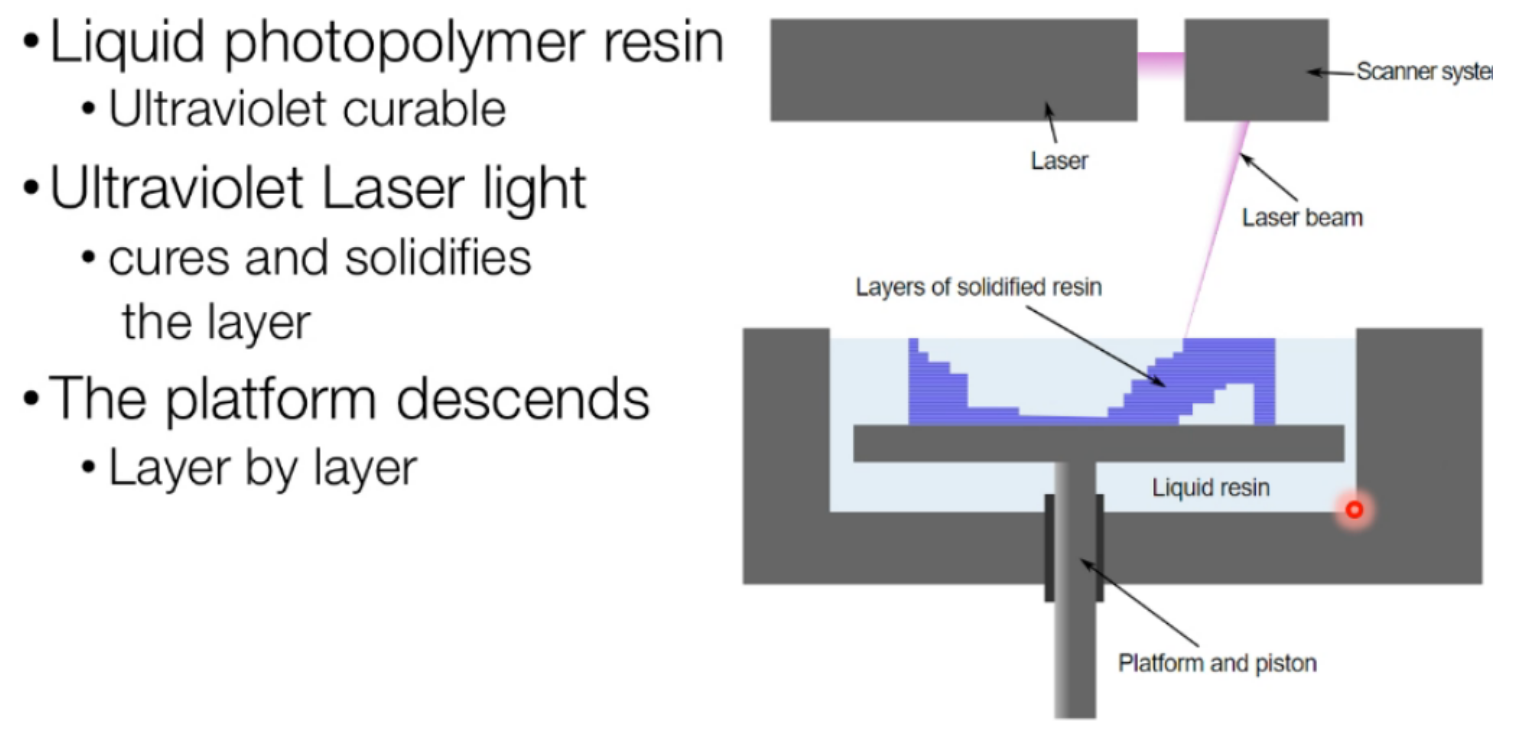 • Liquid photopolymer resin
• Ultraviolet curable
• Ultraviolet Laser light
• cures and solidifies
the layer
• The platform descends
• Layer by layer
Scanner syste
Laser
Laser beam
Layers of solidified resin
Liquid resin
Platform and piston